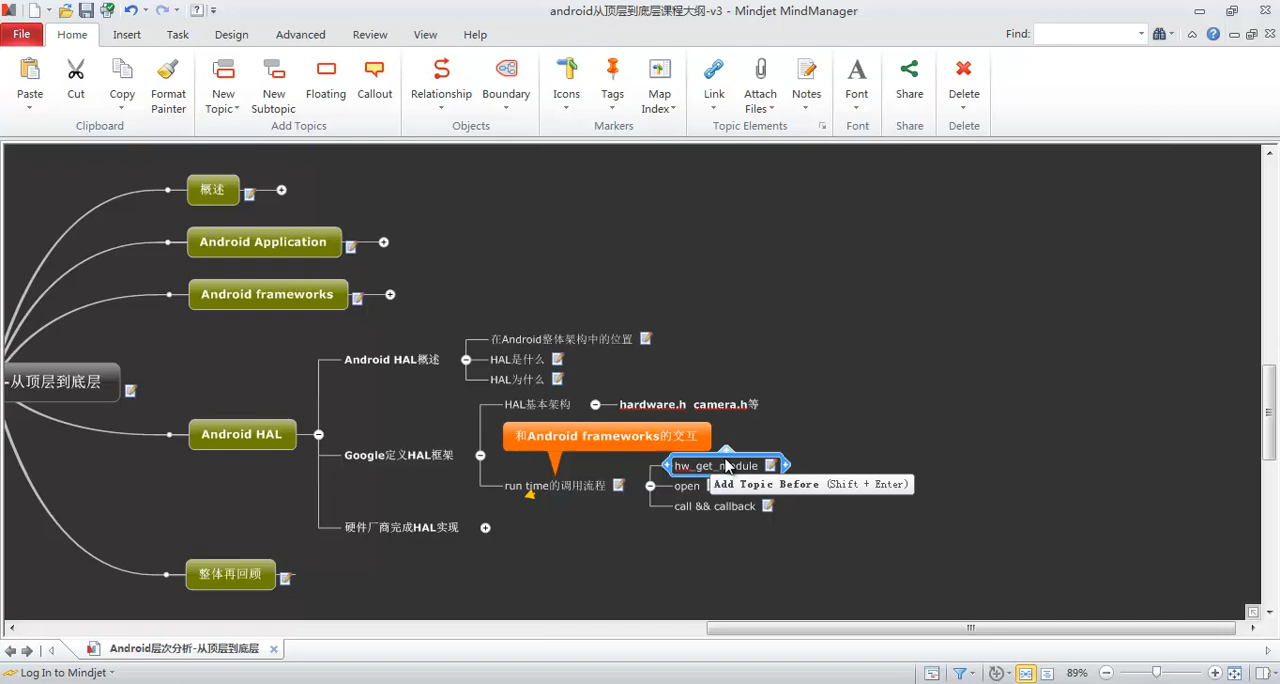 android从顶层到底层课程大纲-v3 - Mindjet MindManager
File Home Insert Task Design Advanced Review View Help Find:
Paste Cut Copy Format Painter New Topic New Subtopic Floating Callout Relationship Boundary Icons Tags Map Index Link Attach Files Notes Font Share Delete
Clipboard Add Topics Objects Markers Topic Elements Font Share Delete
概述
Android Application
Android frameworks
在Android整体架构中的位置
Android HAL概述
HAL是什么
HAL为什么
-从顶层到底层
HAL基本架构
hardware.h camera.h等
Android HAL
和Android frameworks的交互
Google定义HAL框架
hw_get_module
Add Topic Before (Shift + Enter)
run time的调用流程
open
call && callback
硬件厂商完成HAL实现
整体再回顾
Android层次分析-从顶层到底层
Log In to Mindjet
89%